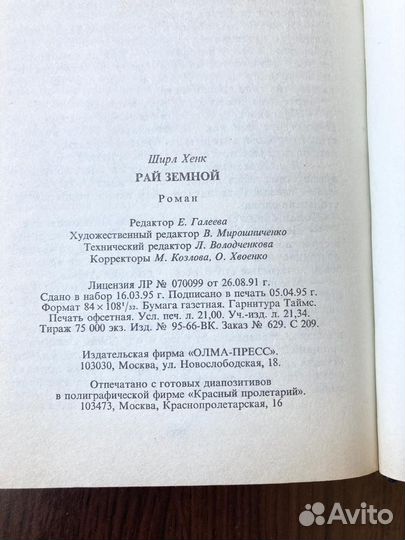 Ширл Хенк
РАЙ ЗЕМНОЙ
Роман
Редактор Е. Галеева
Художественный редактор В. Мирошниченко
Технический редактор Л. Володченкова
Корректоры М. Козлова, О. Хвоенко
Лицензия ЛР № 070099 от 26.08.91 г.
Сдано в набор 16.03.95 г. Подписано в печать 5.04.95 г.
Формат 84 × 108¹/₃₂. Бумага газетная. Гарнитура Таймс.
Печать офсетная. Усл. печ. л. 21,00. Уч.-изд. л. 21,34.
Тираж 75 000 экз. Изд. № 95-66-ВК. Заказ № 629. С 209.
Издательская фирма «ОЛМА-ПРЕСС».
103030, Москва, ул. Новослободская, 18.
Отпечатано с готовых диапозитивов
в полиграфической фирме «Красный пролетарий».
103473, Москва, Краснопролетарская, 16
Avito